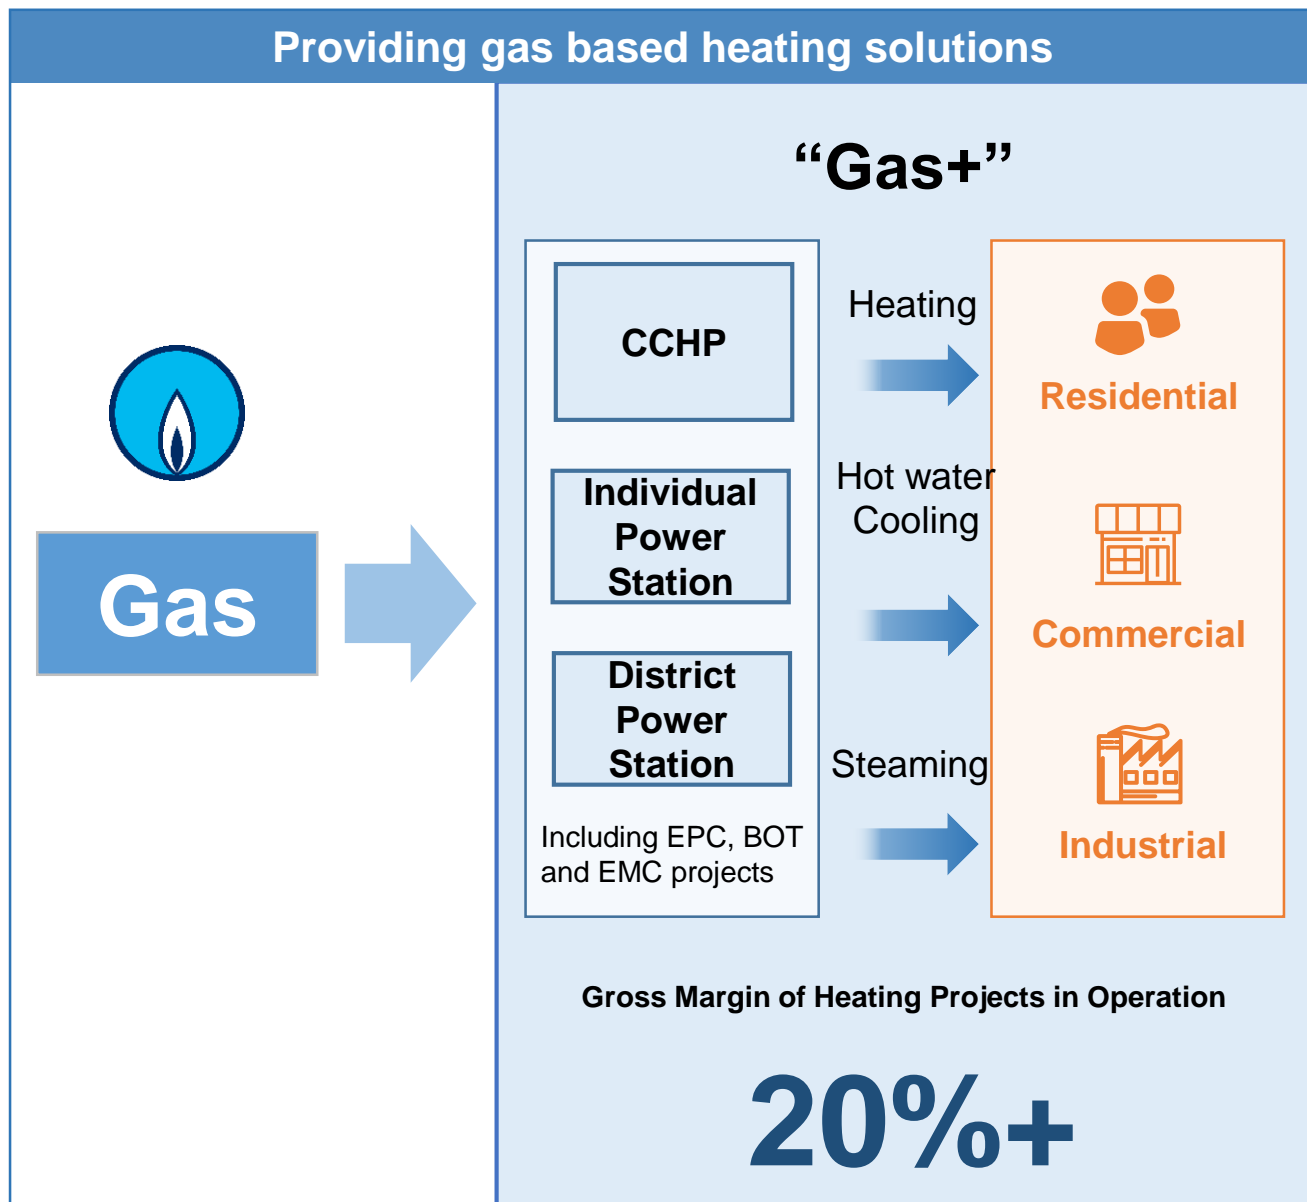 Providing gas based heating solutions
Gas
“Gas+”
CCHP
Individual
Power
Station
District
Power
Station
Including EPC, BOT
and EMC projects
Heating
Hot water
Cooling
Steaming
Residential
Commercial
Industrial
Gross Margin of Heating Projects in Operation
20%+